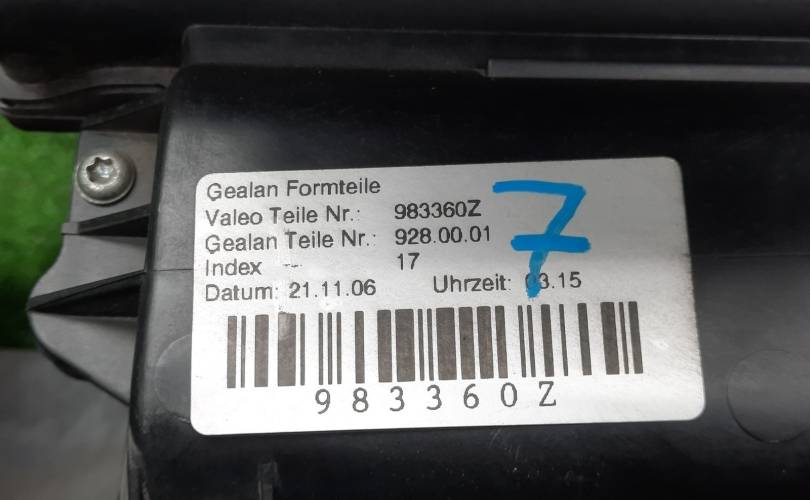 Gealan Formteile
Valeo Teile Nr.: 983360Z
Gealan Teile Nr.: 928.00.01
Index -- 17
Datum: 21.11.06 Uhrzeit: 03.15
983360Z
7